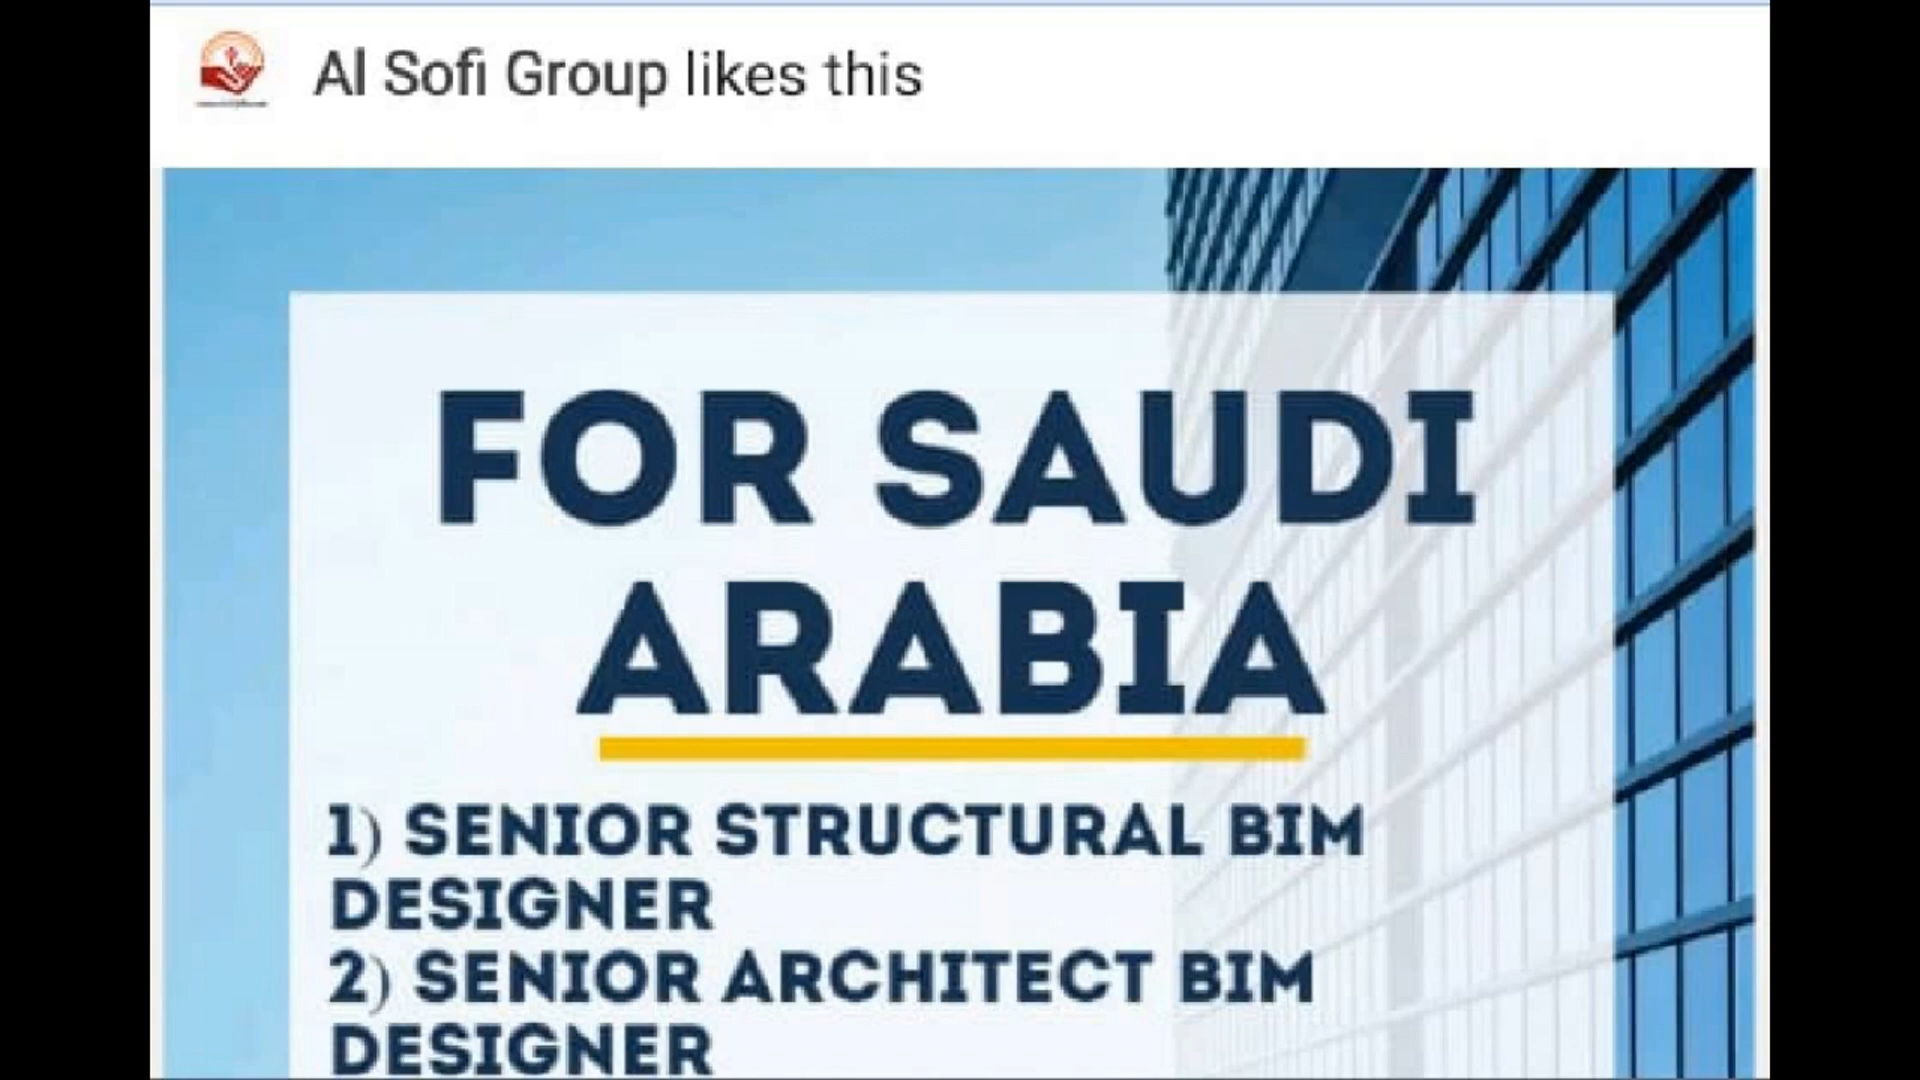 Al Sofi Group likes this
FOR SAUDI
ARABIA
1) SENIOR STRUCTURAL BIM
DESIGNER
2) SENIOR ARCHITECT BIM
DESIGNER